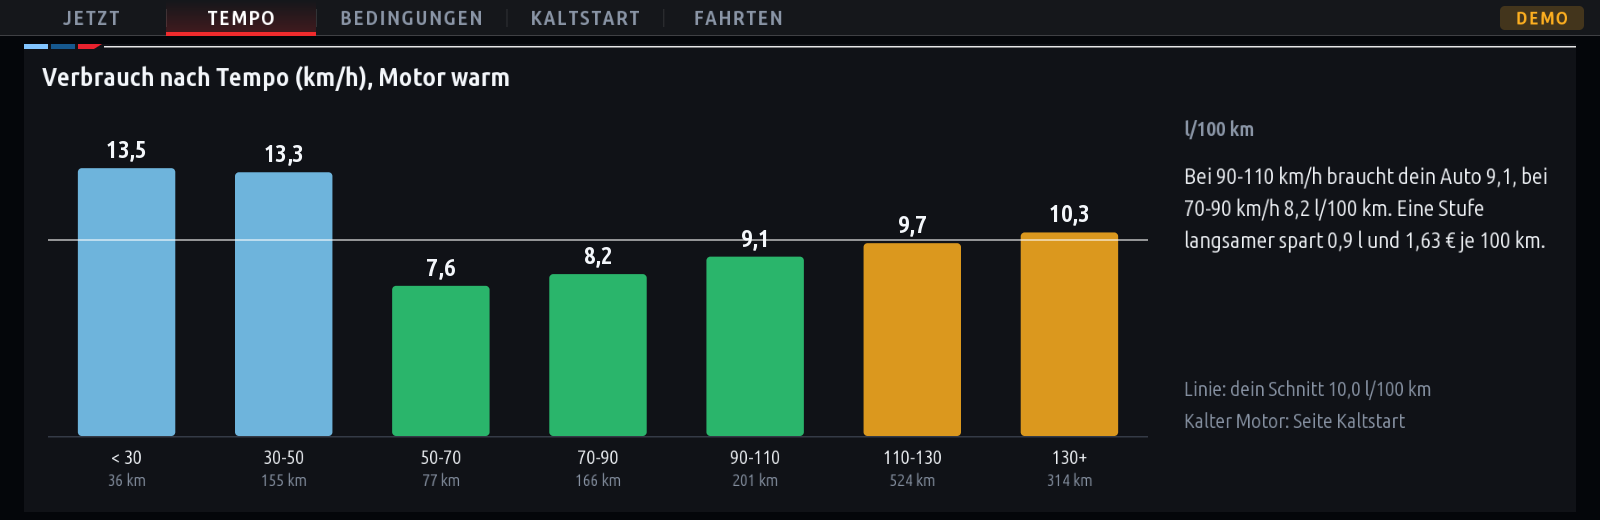 JETZT TEMPO BEDINGUNGEN KALTSTART FAHRTEN DEMO
Verbrauch nach Tempo (km/h), Motor warm
13,5 13,3 7,6 8,2 9,1 9,7 10,3
< 30 30-50 50-70 70-90 90-110 110-130 130+
36 km 155 km 77 km 166 km 201 km 524 km 314 km
l/100 km
Bei 90-110 km/h braucht dein Auto 9,1, bei
70-90 km/h 8,2 l/100 km. Eine Stufe
langsamer spart 0,9 l und 1,63 € je 100 km.
Linie: dein Schnitt 10,0 l/100 km
Kalter Motor: Seite Kaltstart